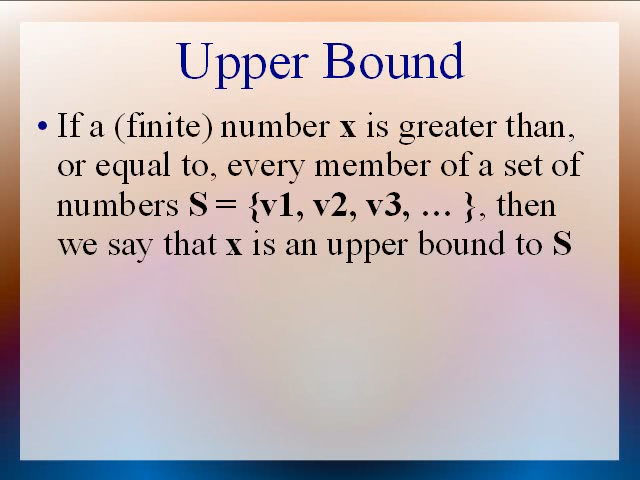 Upper Bound
• If a (finite) number x is greater than,
or equal to, every member of a set of
numbers S = {v1, v2, v3, … }, then
we say that x is an upper bound to S